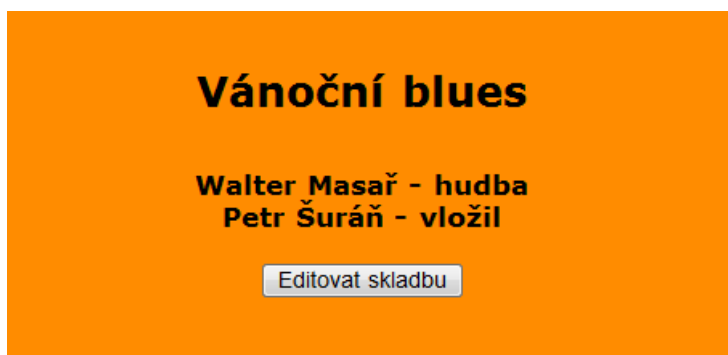 Vánoční blues
Walter Masař - hudba
Petr Šuráň - vložil
Editovat skladbu